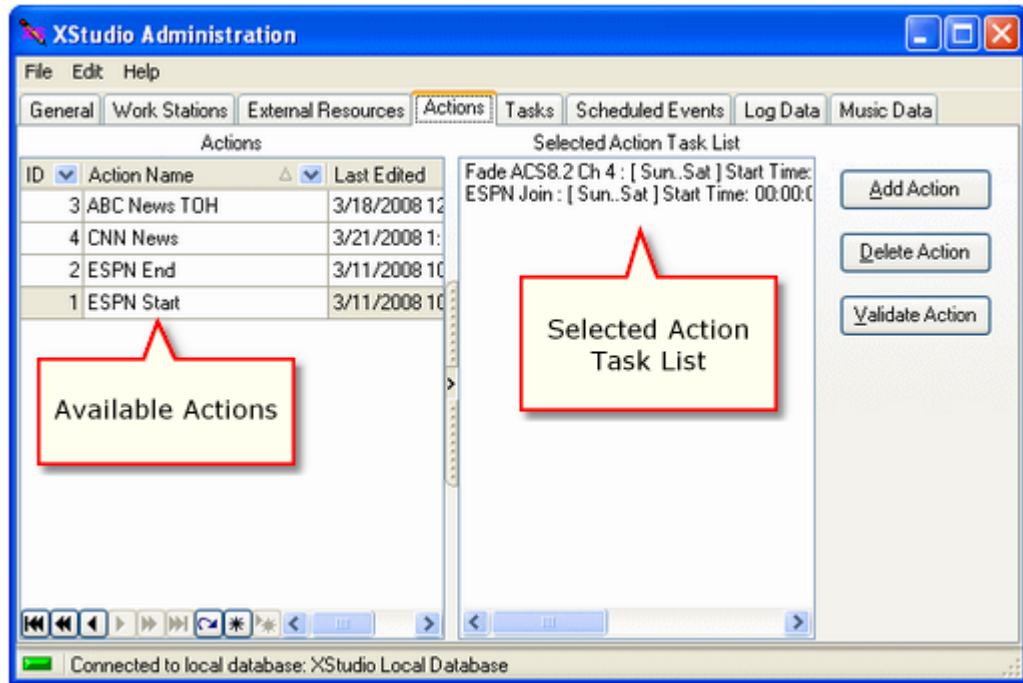 XStudio Administration
File Edit Help
General Work Stations External Resources Actions Tasks Scheduled Events Log Data Music Data
Actions
ID Action Name Last Edited
3 ABC News TOH 3/18/2008 12
4 CNN News 3/21/2008 1:
2 ESPN End 3/11/2008 10
1 ESPN Start 3/11/2008 10
Available Actions
Selected Action Task List
Fade ACS8.2 Ch 4 : [ Sun..Sat ] Start Time:
ESPN Join : [ Sun..Sat ] Start Time: 00:00:0
Selected Action
Task List
Add Action
Delete Action
Validate Action
Connected to local database: XStudio Local Database